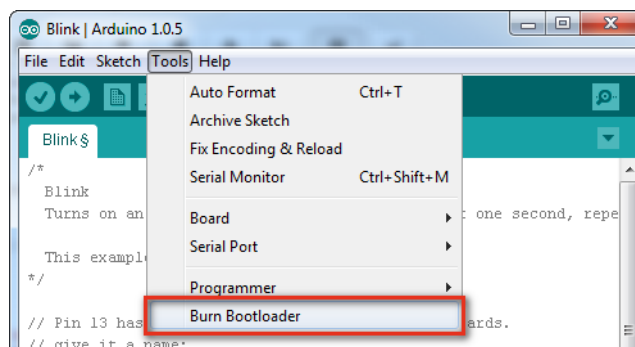 Blink | Arduino 1.0.5
File Edit Sketch Tools Help
Auto Format Ctrl+T
Archive Sketch
Fix Encoding & Reload
Serial Monitor Ctrl+Shift+M
Board
Serial Port
Programmer
Burn Bootloader
Blink §
/*
Blink
Turns on an one second, repe
This exampl
*/
// Pin 13 has ards.
// give it a name: